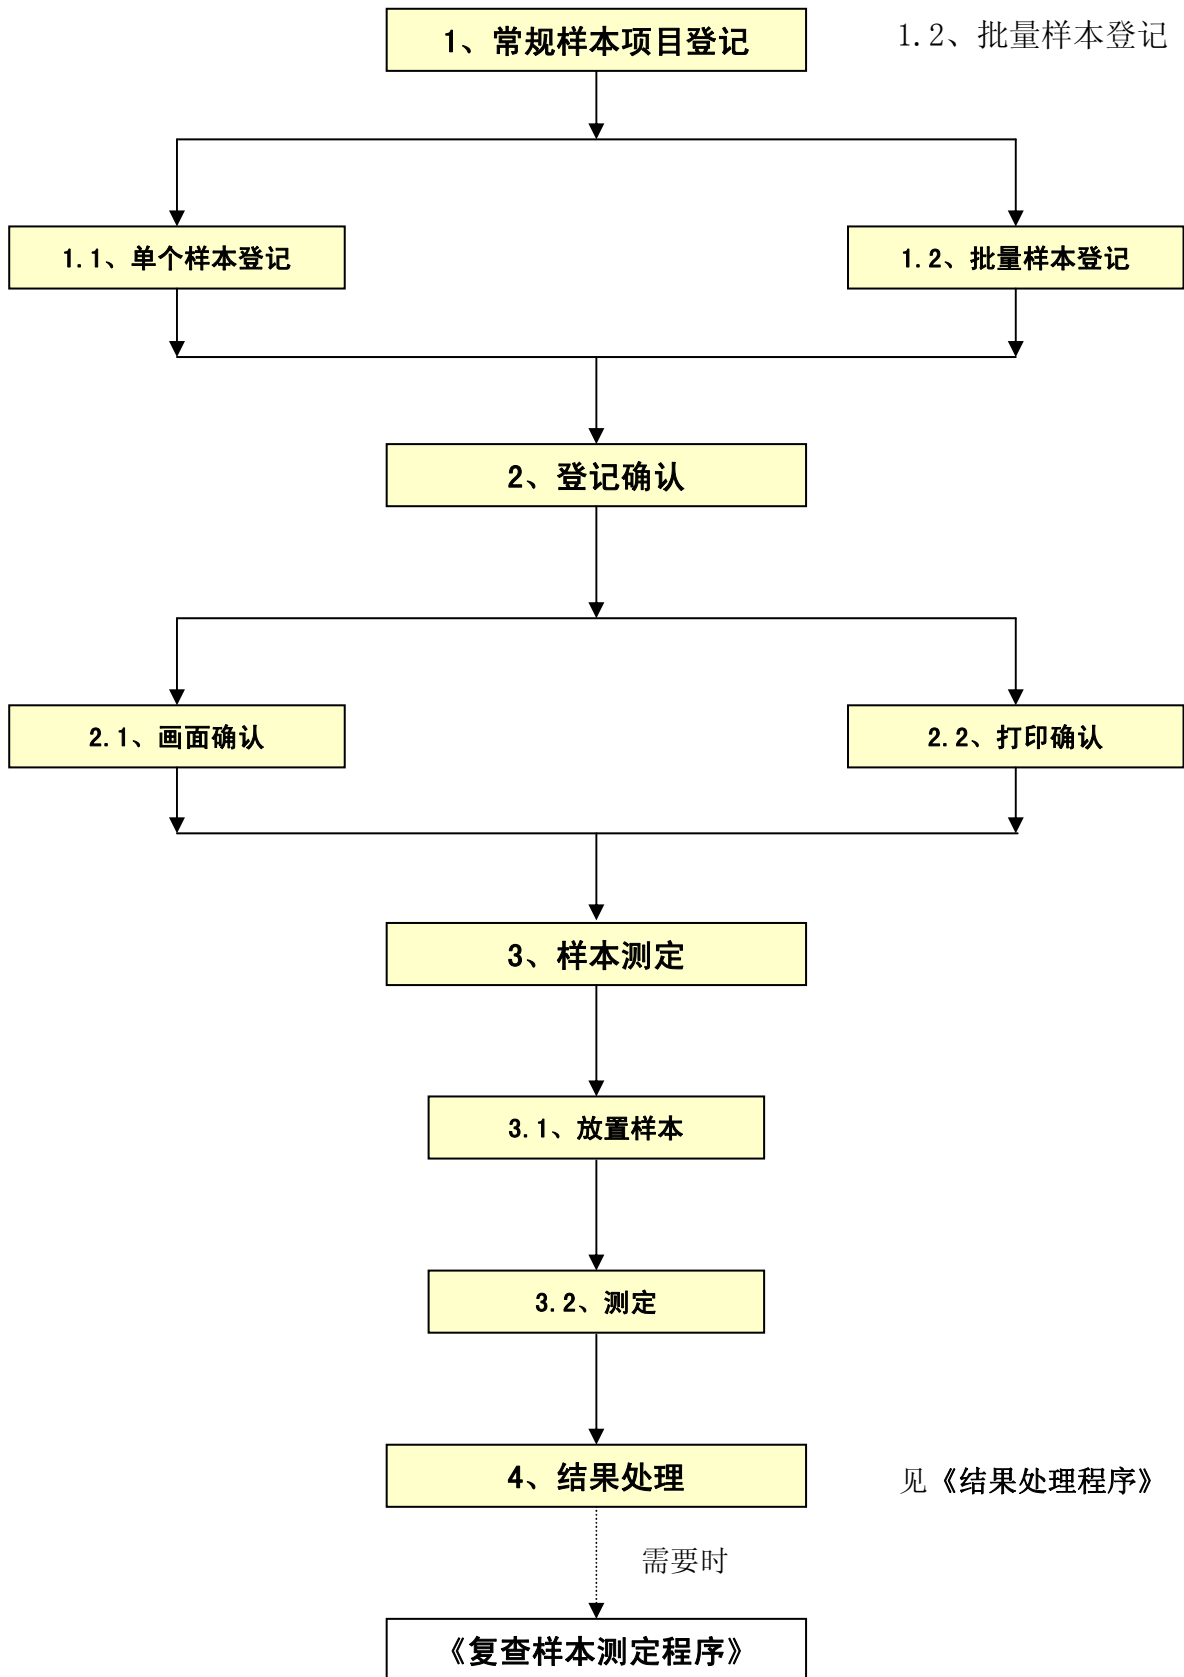 1、常规样本项目登记
1.2、批量样本登记
1.1、单个样本登记
1.2、批量样本登记
2、登记确认
2.1、画面确认
2.2、打印确认
3、样本测定
3.1、放置样本
3.2、测定
4、结果处理
见《结果处理程序》
需要时
《复查样本测定程序》